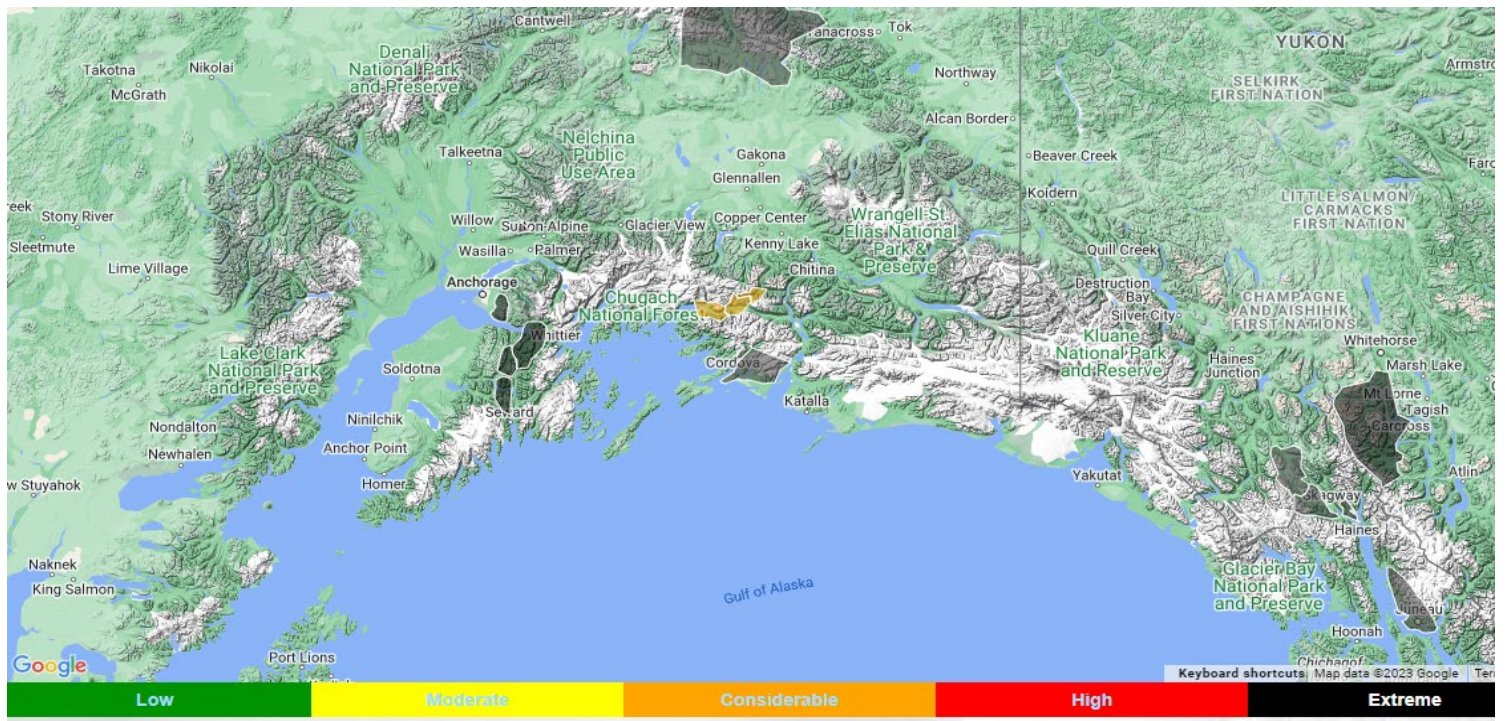 Cantwell
Tanacross
Tok
YUKON
Denali
National Park
and Preserve
Takotna
Nikolai
McGrath
Northway
SELKIRK
FIRST NATION
Alcan Border
Nelchina
Public
Use Area
Talkeetna
Gakona
Glennallen
Beaver Creek
Koidern
Stony River
Sleetmute
Willow
Sutton-Alpine
Glacier View
Copper Center
Wrangell-St.
Elias National
Park &
Preserve
LITTLE SALMON/
CARMACKS
FIRST NATION
Wasilla
Palmer
Kenny Lake
Quill Creek
Lime Village
Anchorage
Chitina
Destruction
Bay
Silver City
CHAMPAGNE
AND AISHIHIK
FIRST NATIONS
Chugach
National Forest
Whittier
Kluane
National Park
and Reserve
Whitehorse
Lake Clark
National Park
and Preserve
Soldotna
Cordova
Haines
Junction
Marsh Lake
Katalla
Mt Lorne
Tagish
Carcross
Seward
Ninilchik
Nondalton
Newhalen
Anchor Point
Homer
Yakutat
Atlin
w Stuyahok
Skagway
Haines
Naknek
King Salmon
Gulf of Alaska
Glacier Bay
National Park
and Preserve
Juneau
Hoonah
Port Lions
Chichagof
Google
Keyboard shortcuts
Map data ©2023 Google
Ter
Low
Moderate
Considerable
High
Extreme